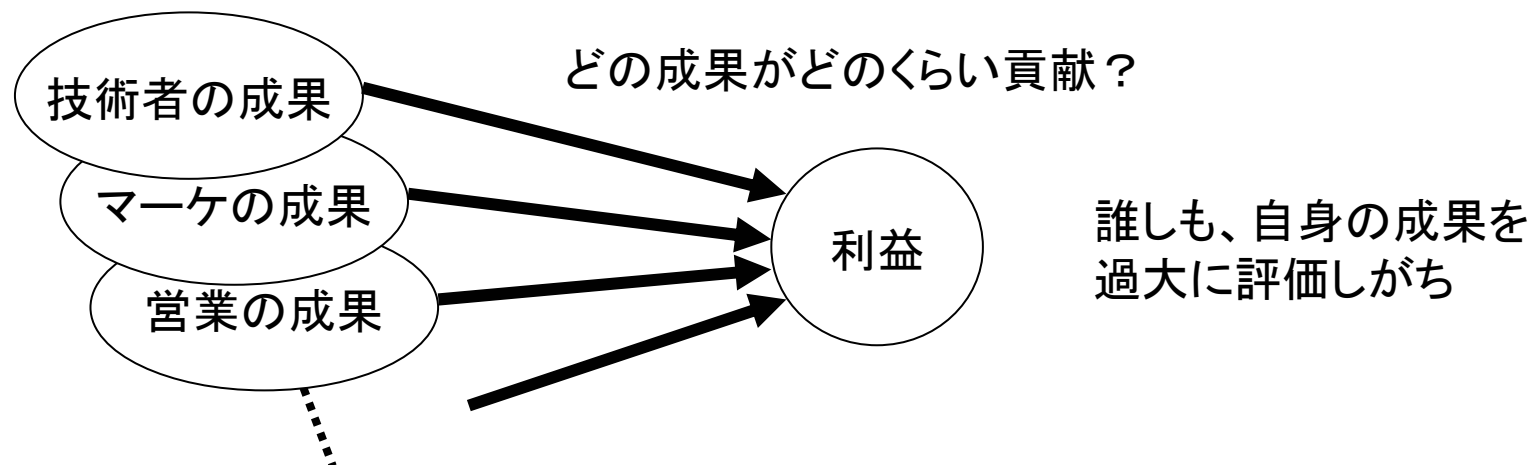 どの成果がどのくらい貢献？
技術者の成果
マーケの成果
営業の成果
利益
誰しも、自身の成果を
過大に評価しがち